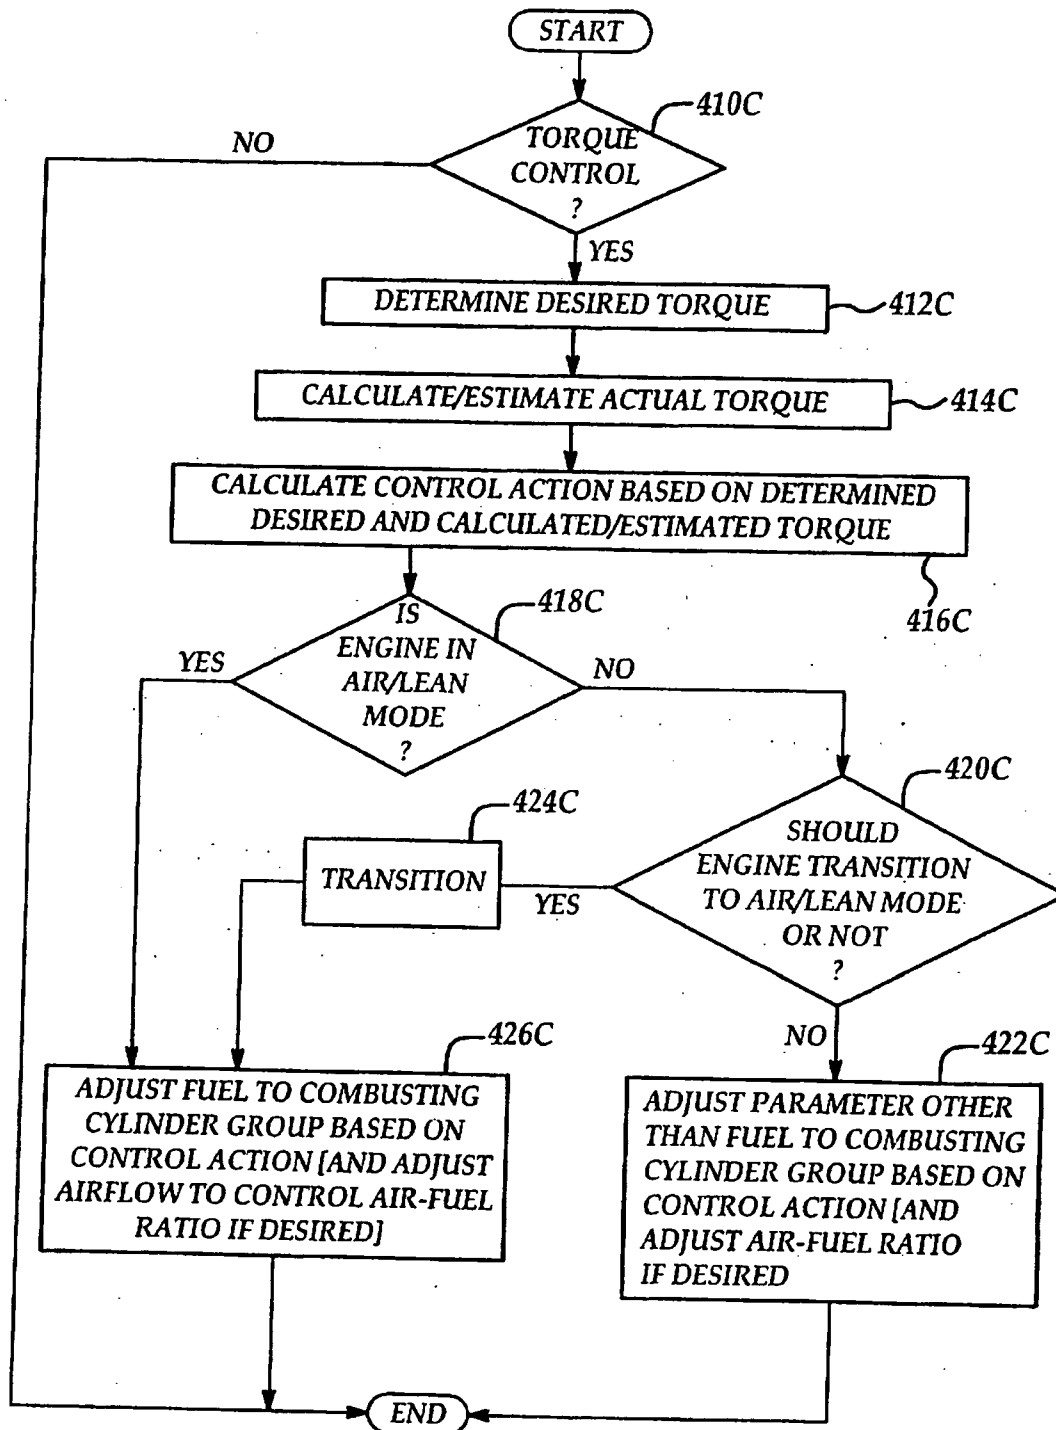 START
410C
TORQUE
CONTROL
?
NO
YES
DETERMINE DESIRED TORQUE
412C
CALCULATE/ESTIMATE ACTUAL TORQUE
414C
CALCULATE CONTROL ACTION BASED ON DETERMINED
DESIRED AND CALCULATED/ESTIMATED TORQUE
416C
418C
IS
ENGINE IN
AIR/LEAN
MODE
?
YES
NO
420C
SHOULD
ENGINE TRANSITION
TO AIR/LEAN MODE
OR NOT
?
424C
TRANSITION
YES
NO
426C
ADJUST FUEL TO COMBUSTING
CYLINDER GROUP BASED ON
CONTROL ACTION [AND ADJUST
AIRFLOW TO CONTROL AIR-FUEL
RATIO IF DESIRED]
422C
ADJUST PARAMETER OTHER
THAN FUEL TO COMBUSTING
CYLINDER GROUP BASED ON
CONTROL ACTION [AND
ADJUST AIR-FUEL RATIO
IF DESIRED
END